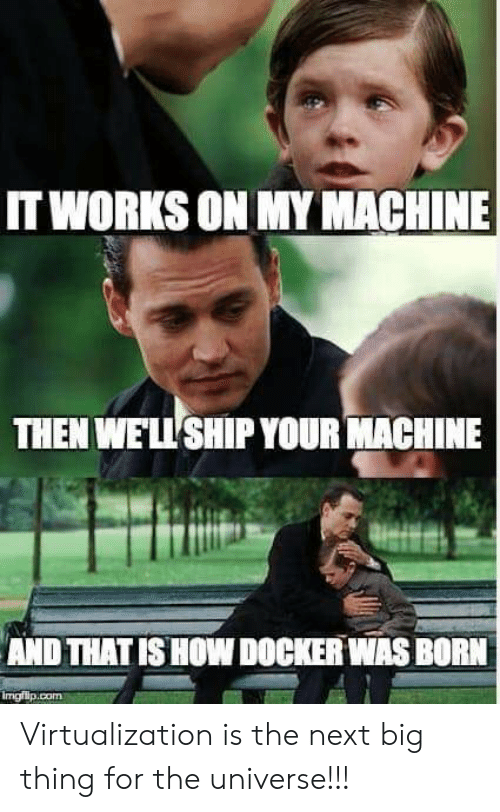 IT WORKS ON MY MACHINE
THEN WE'LL SHIP YOUR MACHINE
AND THAT IS HOW DOCKER WAS BORN
imgflip.com
Virtualization is the next big
thing for the universe!!!